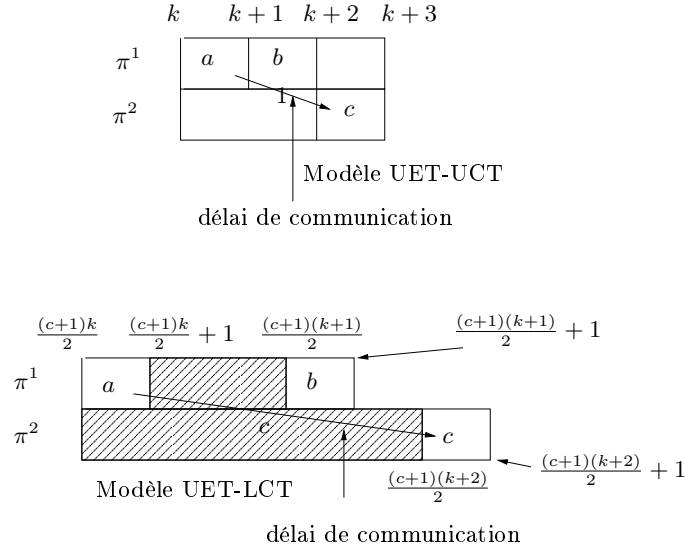 k k + 1 k + 2 k + 3
π¹ a b
1
π² c
Modèle UET-UCT
délai de communication
(c+1)k/2 (c+1)k/2 + 1 (c+1)(k+1)/2 (c+1)(k+1)/2 + 1
π¹ a b
c
π² c
(c+1)(k+2)/2 (c+1)(k+2)/2 + 1
Modèle UET-LCT
délai de communication